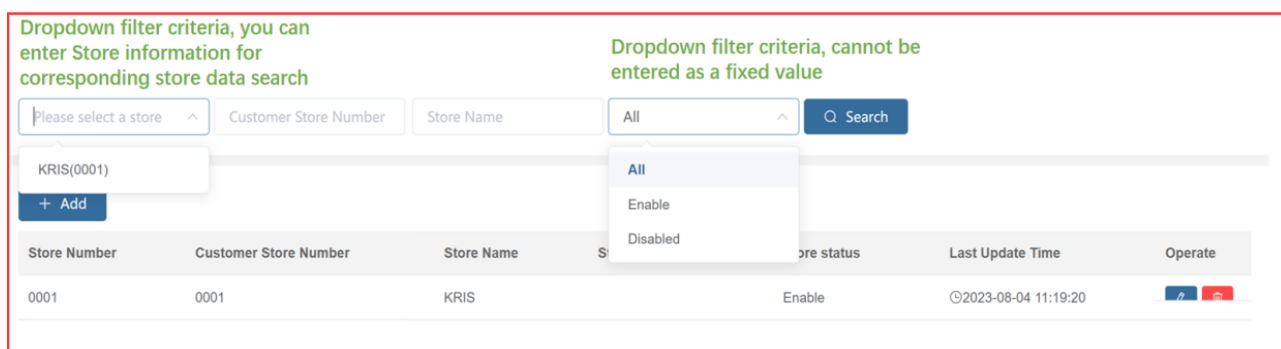 Dropdown filter criteria, you can
enter Store information for
corresponding store data search
Dropdown filter criteria, cannot be
entered as a fixed value
Please select a store Customer Store Number Store Name All Search
KRIS(0001)
All
Enable
Disabled
+ Add
Store Number Customer Store Number Store Name S ore status Last Update Time Operate
0001 0001 KRIS Enable 2023-08-04 11:19:20